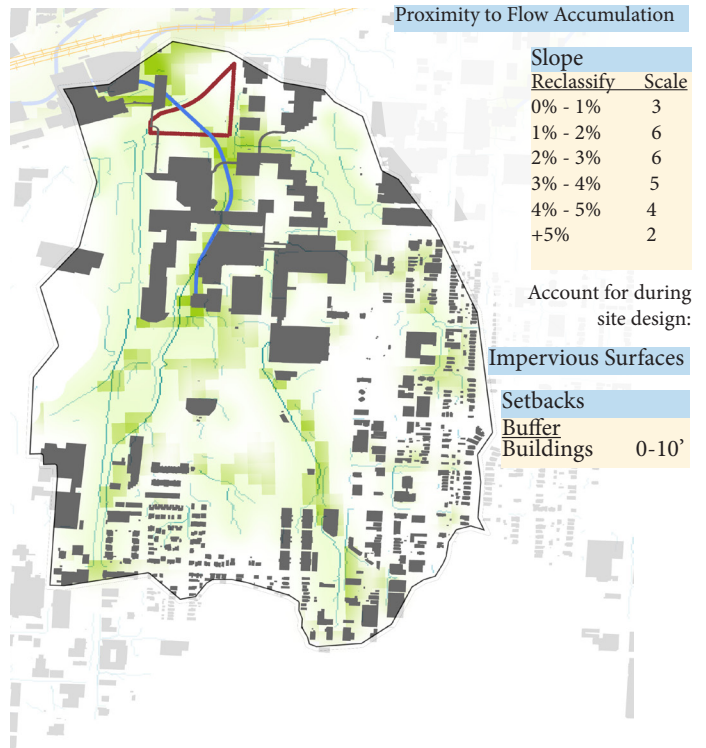 Proximity to Flow Accumulation
Slope
Reclassify Scale
0% - 1% 3
1% - 2% 6
2% - 3% 6
3% - 4% 5
4% - 5% 4
+5% 2
Account for during
site design:
Impervious Surfaces
Setbacks
Buffer
Buildings 0-10’